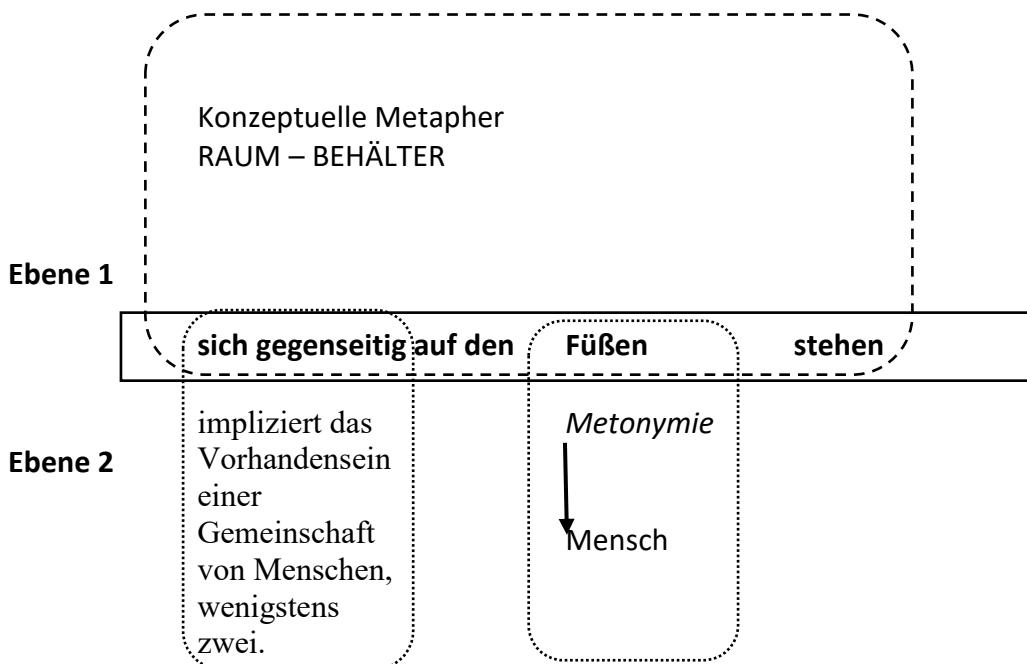 Konzeptuelle Metapher
RAUM – BEHÄLTER
Ebene 1
sich gegenseitig auf den Füßen stehen
Ebene 2
impliziert das
Vorhandensein
einer
Gemeinschaft
von Menschen,
wenigstens
zwei.
Metonymie
Mensch